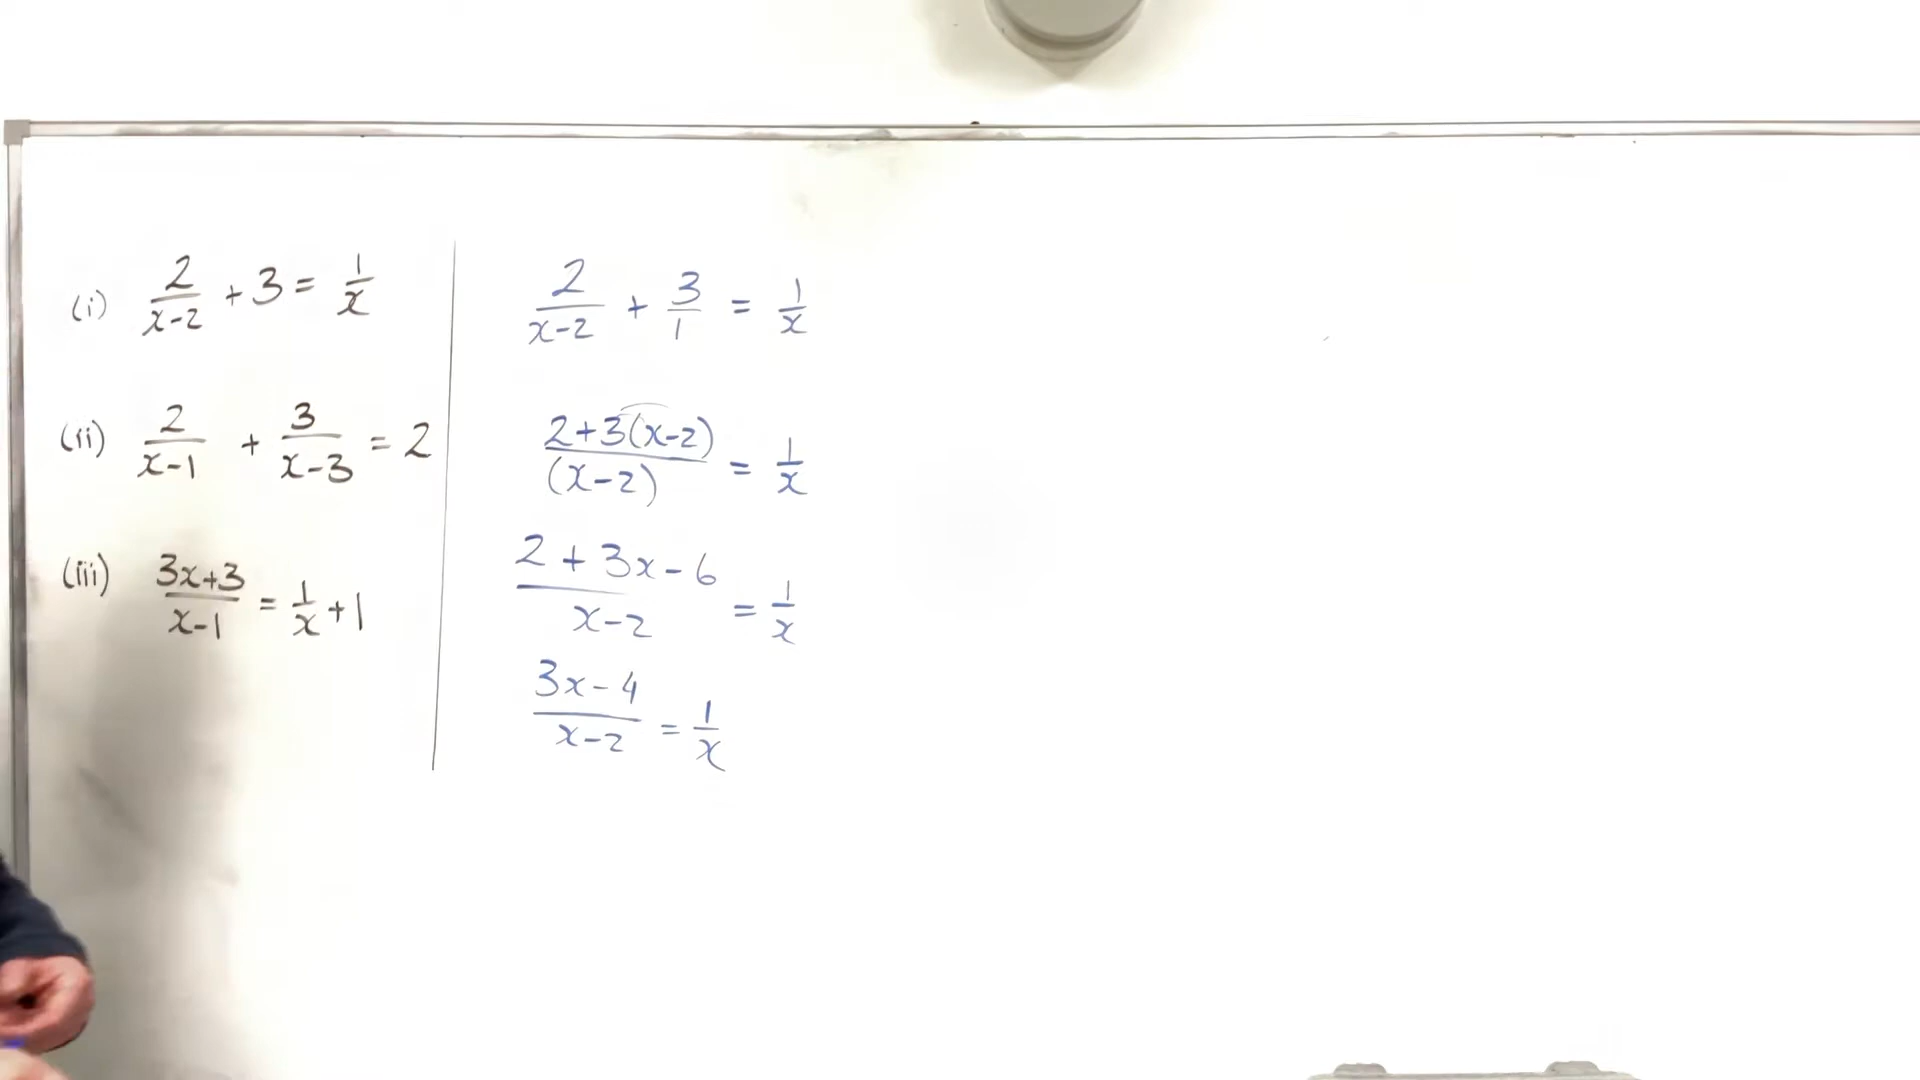 (i) 2/(x-2) + 3 = 1/x
(ii) 2/(x-1) + 3/(x-3) = 2
(iii) (3x+3)/(x-1) = 1/x + 1
2/(x-2) + 3/1 = 1/x
(2+3(x-2))/(x-2) = 1/x
(2+3x-6)/(x-2) = 1/x
(3x-4)/(x-2) = 1/x